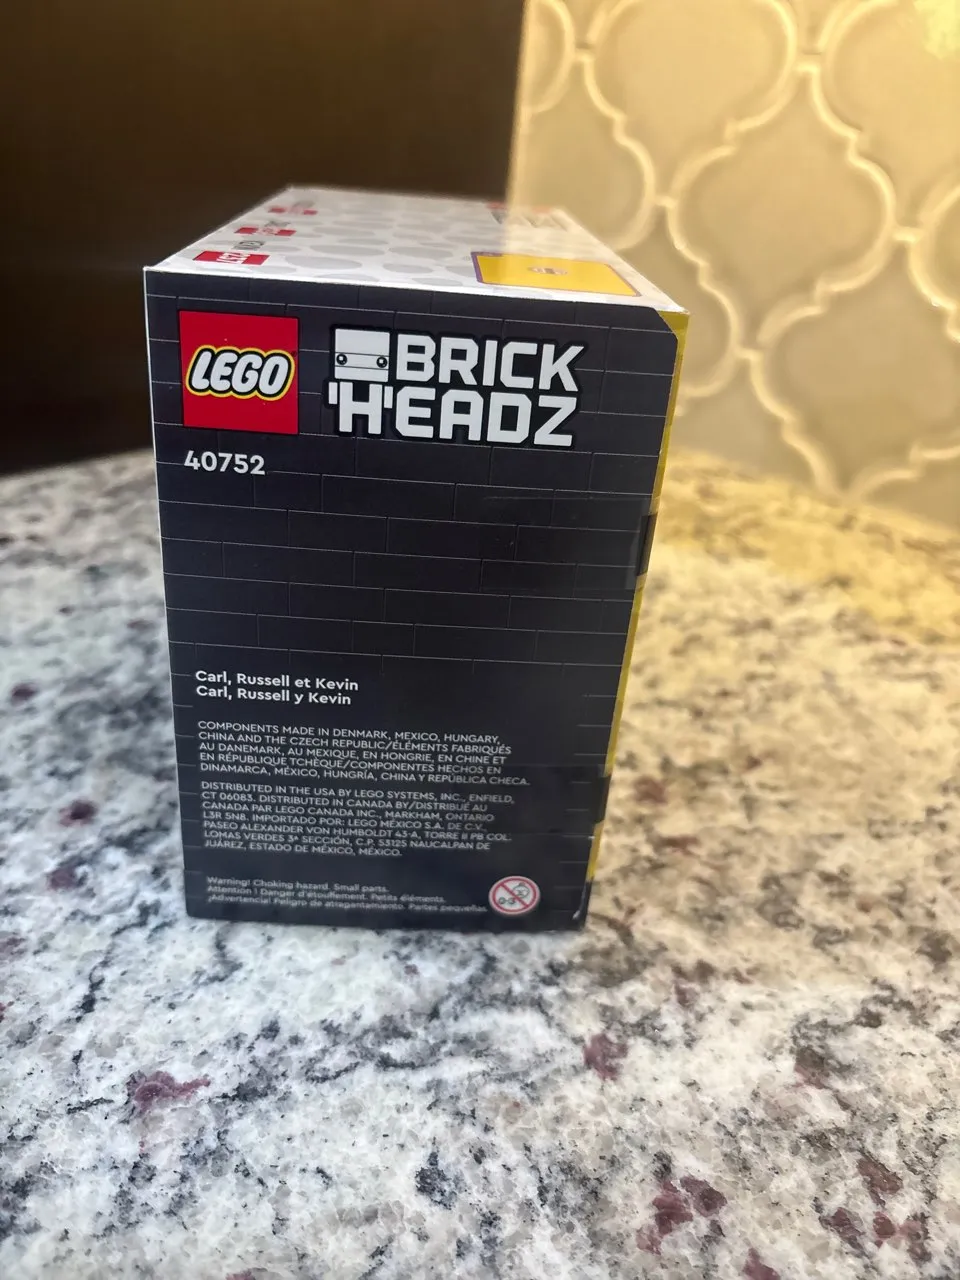 LEGO
BRICK
'H'EADZ
40752
Carl, Russell et Kevin
Carl, Russell y Kevin
COMPONENTS MADE IN DENMARK, MEXICO, HUNGARY,
CHINA AND THE CZECH REPUBLIC/ÉLÉMENTS FABRIQUÉS
AU DANEMARK, AU MEXIQUE, EN HONGRIE, EN CHINE ET
EN RÉPUBLIQUE TCHÈQUE/COMPONENTES HECHOS EN
DINAMARCA, MÉXICO, HUNGRÍA, CHINA Y REPÚBLICA CHECA.
DISTRIBUTED IN THE USA BY LEGO SYSTEMS, INC., ENFIELD,
CT 06083. DISTRIBUTED IN CANADA BY/DISTRIBUÉ AU
CANADA PAR LEGO CANADA INC., MARKHAM, ONTARIO
L3R 5N8. IMPORTADO POR: LEGO MÉXICO S.A. DE C.V.,
PASEO ALEXANDER VON HUMBOLDT 43-A, TORRE II PB COL.
LOMAS VERDES 3ª SECCIÓN, C.P. 53125 NAUCALPAN DE
JUÁREZ, ESTADO DE MÉXICO, MÉXICO.
Warning! Choking hazard. Small parts.
Attention ! Danger d'étouffement. Petits éléments.
¡Advertencia! Peligro de atragantamiento. Partes pequeñas.